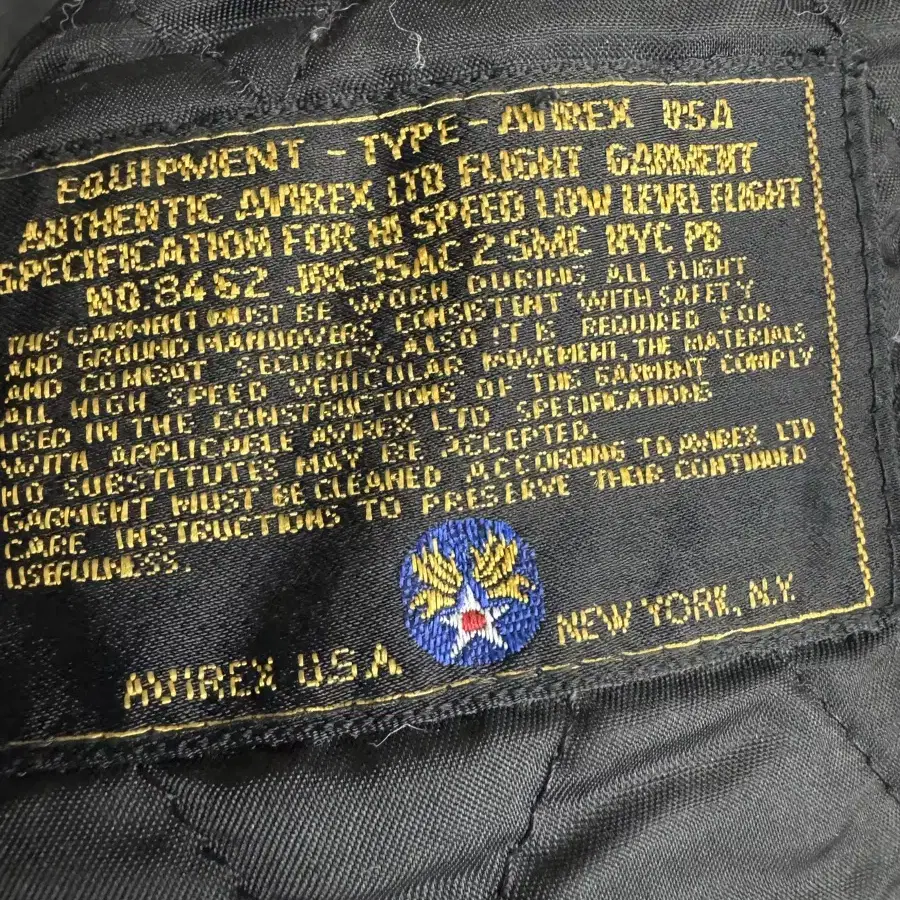 EQUIPMENT - TYPE - AVIREX USA
AUTHENTIC AVIREX LTD FLIGHT GARMENT
SPECIFICATION FOR HI SPEED LOW LEVEL FLIGHT
NO. 8462 JRC35AC 2 SMC NYC PB
THIS GARMENT MUST BE WORN DURING ALL FLIGHT
AND GROUND MANOUVERS CONSISTENT WITH SAFETY
AND COMBAT SECURITY. ALSO IT IS REQUIRED FOR
ALL HIGH SPEED VEHICULAR MOVEMENT, THE MATERIALS
USED IN THE CONSTRUCTIONS OF THE GARMENT COMPLY
WITH APPLICABLE AVIREX LTD SPECIFICATIONS
NO SUBSTITUTES MAY BE ACCEPTED.
GARMENT MUST BE CLEANED ACCORDING TO AVIREX LTD
CARE INSTRUCTIONS TO PRESERVE THEIR CONTINUED
USEFULNESS.
AVIREX U.S.A NEW YORK, N.Y.